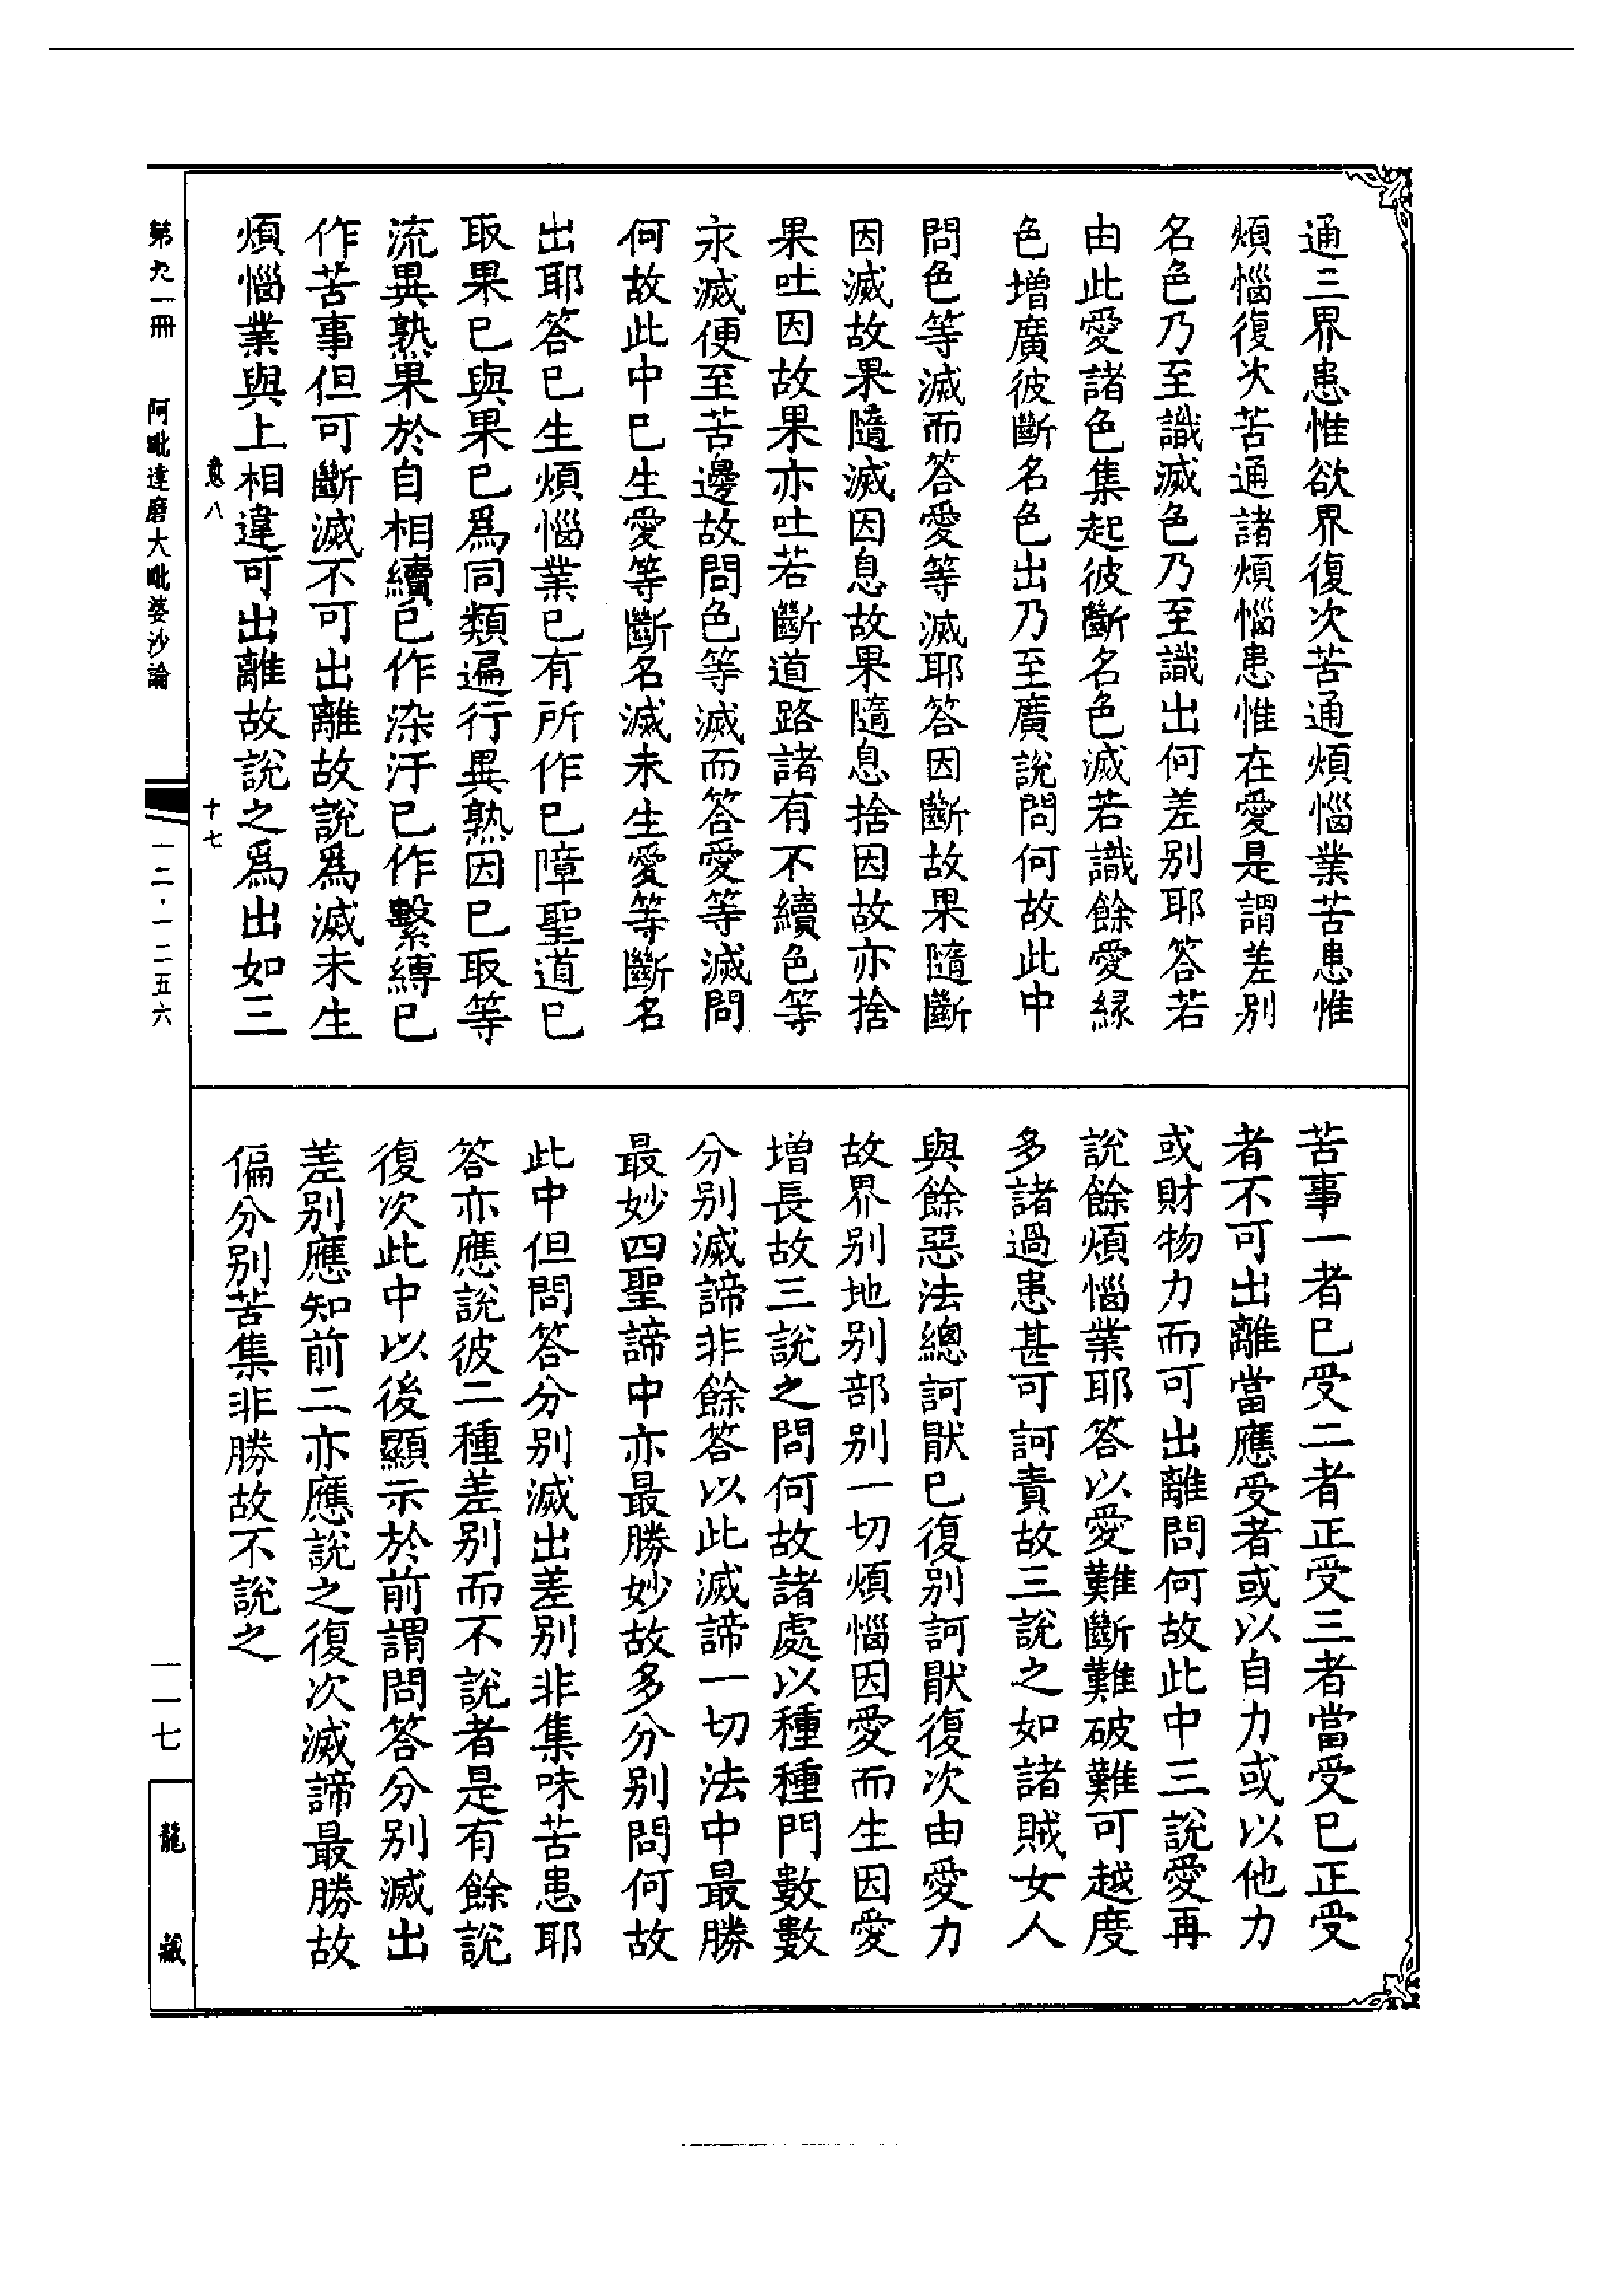 通三界患惟欲界復次苦通煩惱業苦患惟
煩惱復次苦通諸煩惱患惟在愛是謂差別
名色乃至識滅色乃至識出何差別耶答若
由此愛諸色集起彼斷名色滅若識餘愛緣
色增廣彼斷名色出乃至廣說問何故此中
問色等滅而答愛等滅耶答因斷故果隨斷
因滅故果隨滅因息故果隨息捨因故亦捨
果吐因故果亦吐若斷道路諸有不續色等
永滅便至苦邊故問色等滅而答愛等滅問
何故此中巳生愛等斷名滅未生愛等斷名
出耶答巳生煩惱業巳有所作巳障聖道巳
取果巳與果巳爲同類遍行異熟因巳取等
流異熟果於自相續巳作染汙巳作繫縛巳
作苦事但可斷滅不可出離故說爲滅未生
煩惱業與上相違可出離故說之爲出如三
苦事一者巳受二者正受三者當受巳正受
者不可出離當應受者或以自力或以他力
或財物力而可出離問何故此中三說愛再
說餘煩惱業耶答以愛難斷難破難可越度
多諸過患甚可訶責故三說之如諸賊女人
與餘惡法總訶猒巳復別訶猒復次由愛力
故界別地別部別一切煩惱因愛而生因愛
增長故三說之問何故諸處以種種門數數
分別滅諦非餘答以此滅諦一切法中最勝
最妙四聖諦中亦最勝妙故多分別問何故
此中但問答分別滅出差別非集味苦患耶
答亦應說彼二種差別而不說者是有餘說
復次此中以後顯示於前謂問答分別滅出
差別應知前二亦應說之復次滅諦最勝故
偏分別苦集非勝故不說之
意八
十七
第九一冊
阿毗達磨大毗婆沙論
一二·一二五六
一一七
龍藏